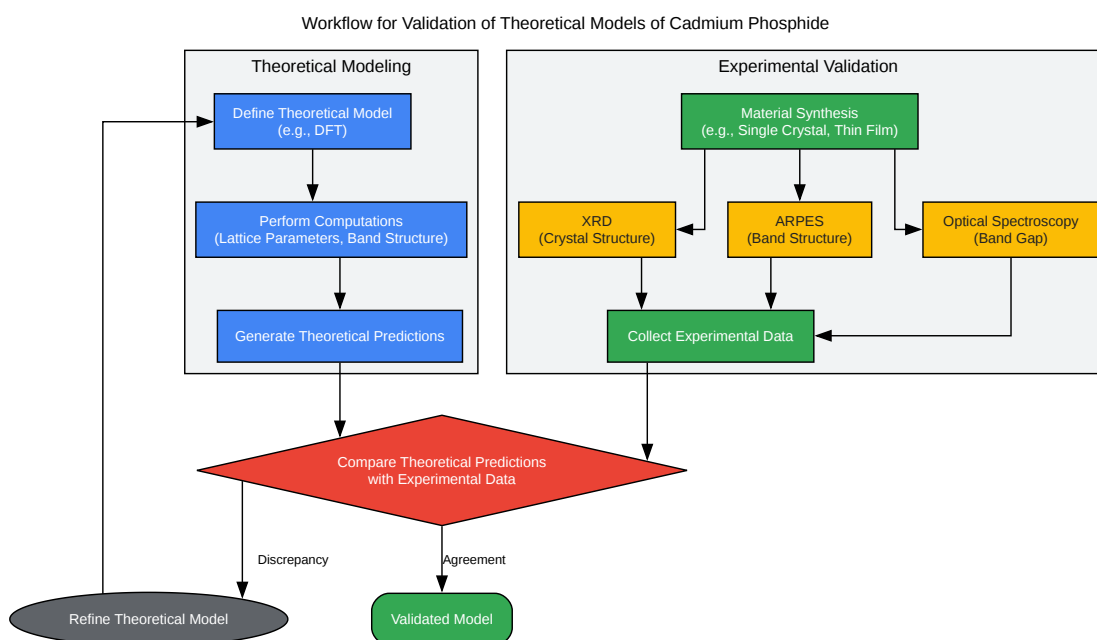 Workflow for Validation of Theoretical Models of Cadmium Phosphide
Theoretical Modeling
Experimental Validation
Define Theoretical Model
(e.g., DFT)
Material Synthesis
(e.g., Single Crystal, Thin Film)
Perform Computations
(Lattice Parameters, Band Structure)
XRD
(Crystal Structure)
ARPES
(Band Structure)
Optical Spectroscopy
(Band Gap)
Generate Theoretical Predictions
Collect Experimental Data
Compare Theoretical Predictions
with Experimental Data
Discrepancy
Agreement
Refine Theoretical Model
Validated Model